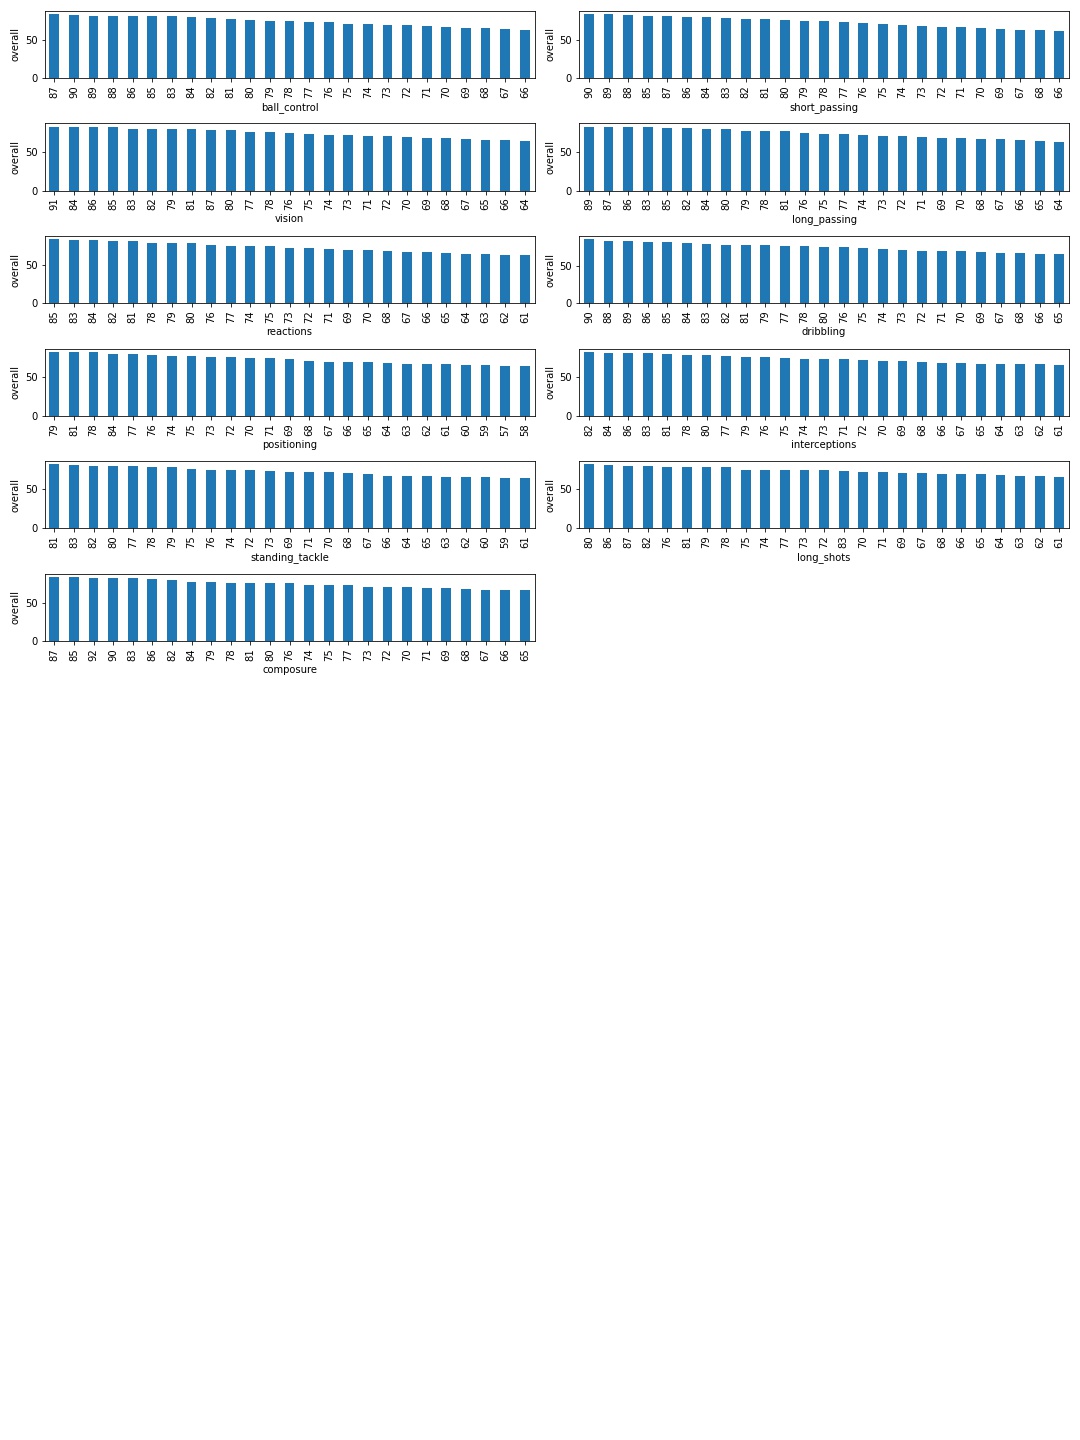 overall
50
0
87 90 89 88 86 85 83 84 82 81 80 79 78 77 76 75 74 73 72 71 70 69 68 67 66
ball_control
overall
50
0
90 89 88 85 87 86 84 83 82 81 80 79 78 77 76 75 74 73 72 71 70 69 67 68 66
short_passing
overall
50
0
91 84 86 85 83 82 79 81 87 80 77 78 76 75 74 73 71 72 70 69 68 67 65 66 64
vision
overall
50
0
89 87 86 83 85 82 84 80 79 78 81 76 75 77 74 73 72 71 69 70 68 67 66 65 64
long_passing
overall
50
0
85 83 84 82 81 78 79 80 76 77 74 75 73 72 71 69 70 68 67 66 65 64 63 62 61
reactions
overall
50
0
90 88 89 86 85 84 83 82 81 79 77 78 80 76 75 74 73 72 71 70 69 67 68 66 65
dribbling
overall
50
0
79 81 78 84 77 76 74 75 73 72 70 71 69 68 67 66 65 64 63 62 61 60 59 57 58
positioning
overall
50
0
82 84 86 83 81 78 80 77 79 76 75 74 73 71 72 70 69 68 66 67 65 64 63 62 61
interceptions
overall
50
0
81 83 82 80 77 78 79 75 76 74 72 73 69 71 70 68 67 66 64 65 63 62 60 59 61
standing_tackle
overall
50
0
80 86 87 82 76 81 79 78 75 74 77 73 72 83 70 71 69 67 68 66 65 64 63 62 61
long_shots
overall
50
0
87 85 92 90 83 86 82 84 79 78 81 80 76 74 75 77 73 72 70 71 69 68 67 66 65
composure